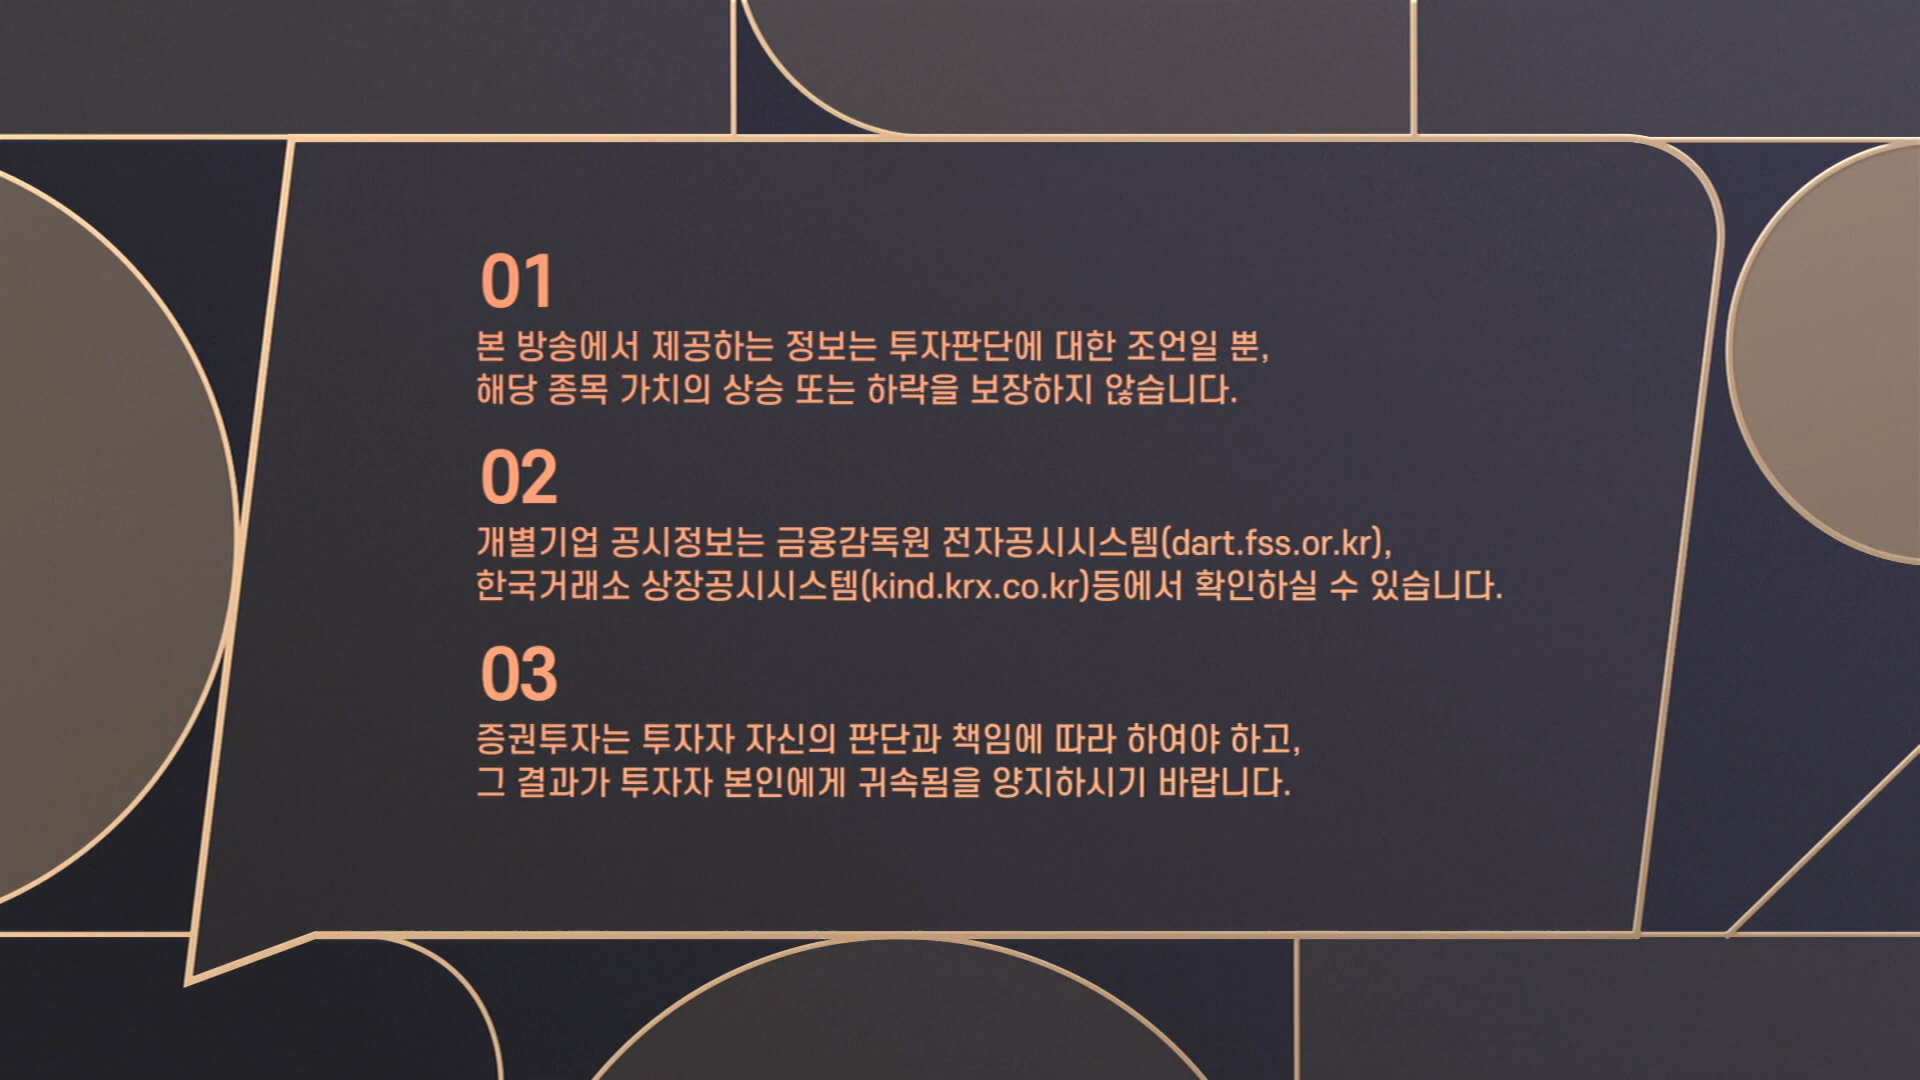 01
본 방송에서 제공하는 정보는 투자판단에 대한 조언일 뿐,
해당 종목 가치의 상승 또는 하락을 보장하지 않습니다.
02
개별기업 공시정보는 금융감독원 전자공시시스템(dart.fss.or.kr),
한국거래소 상장공시시스템(kind.krx.co.kr)등에서 확인하실 수 있습니다.
03
증권투자는 투자자 자신의 판단과 책임에 따라 하여야 하고,
그 결과가 투자자 본인에게 귀속됨을 양지하시기 바랍니다.